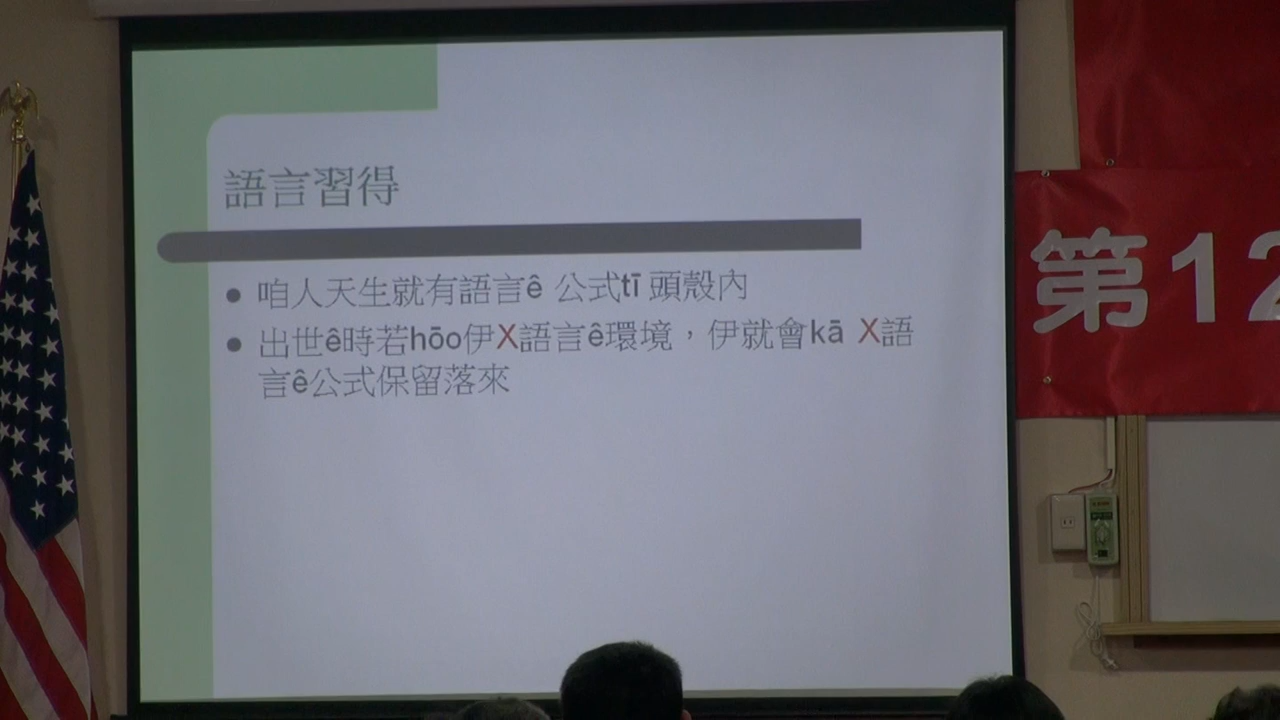 語言習得
● 咱人天生就有語言ê 公式tī 頭殼內
● 出世ê時若hōo伊X語言ê環境，伊就會kā X語
言ê公式保留落來
第12